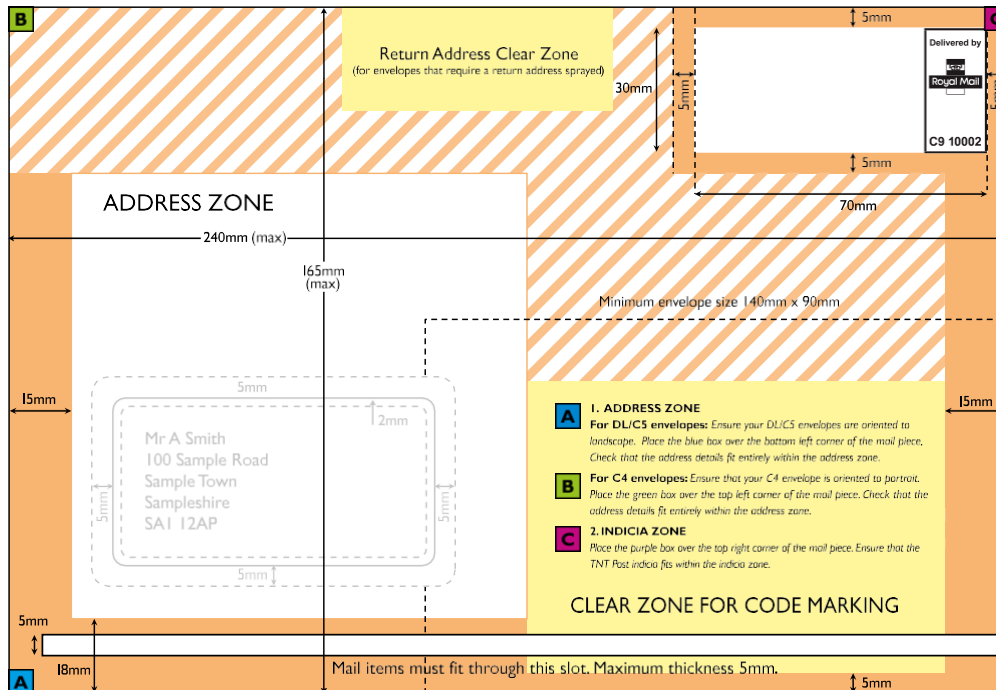 B
Return Address Clear Zone
(for envelopes that require a return address sprayed)
5mm
C
Delivered by
Royal Mail
C9 10002
30mm
5mm
5mm
5mm
70mm
ADDRESS ZONE
240mm (max)
165mm
(max)
Minimum envelope size 140mm x 90mm
15mm
15mm
5mm
2mm
Mr A Smith
100 Sample Road
Sample Town
Sampleshire
SA1 12AP
5mm
5mm
5mm
A
1. ADDRESS ZONE
For DL/C5 envelopes: Ensure your DL/C5 envelopes are oriented to
landscape. Place the blue box over the bottom left corner of the mail piece.
Check that the address details fit entirely within the address zone.
B
For C4 envelopes: Ensure that your C4 envelope is oriented to portrait.
Place the green box over the top left corner of the mail piece. Check that the
address details fit entirely within the address zone.
C
2. INDICIA ZONE
Place the purple box over the top right corner of the mail piece. Ensure that the
TNT Post indicia fits within the indicia zone.
CLEAR ZONE FOR CODE MARKING
5mm
18mm
Mail items must fit through this slot. Maximum thickness 5mm.
5mm
A